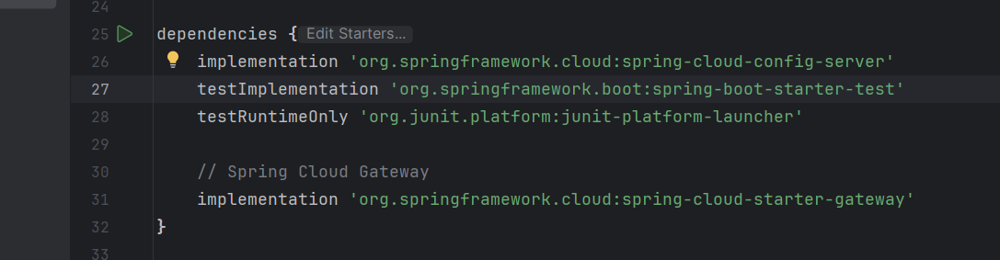 24
25 dependencies { Edit Starters...
26 implementation 'org.springframework.cloud:spring-cloud-config-server'
27 testImplementation 'org.springframework.boot:spring-boot-starter-test'
28 testRuntimeOnly 'org.junit.platform:junit-platform-launcher'
29
30 // Spring Cloud Gateway
31 implementation 'org.springframework.cloud:spring-cloud-starter-gateway'
32 }
33